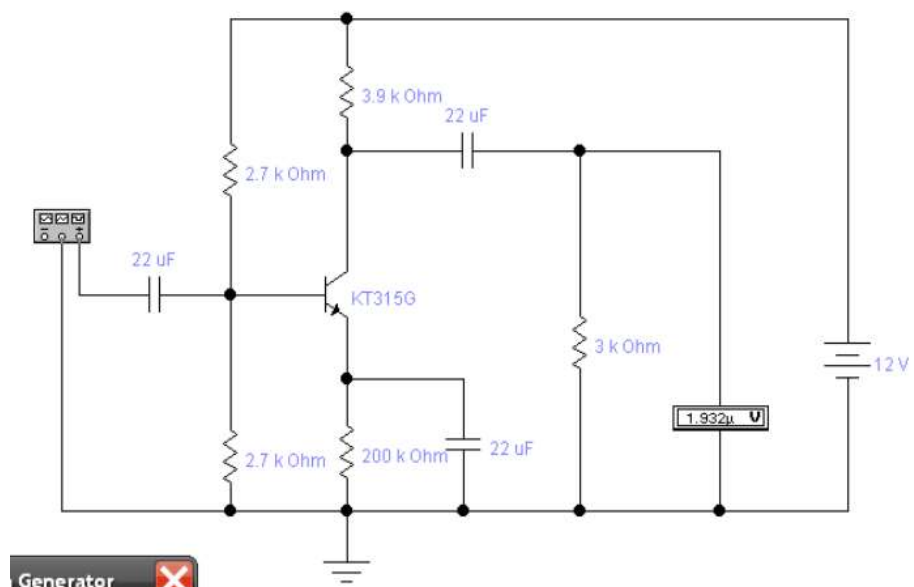 3.9 k Ohm
22 uF
2.7 k Ohm
22 uF
KT315G
3 k Ohm
12 V
1.932µ V
2.7 k Ohm
200 k Ohm
22 uF
Generator